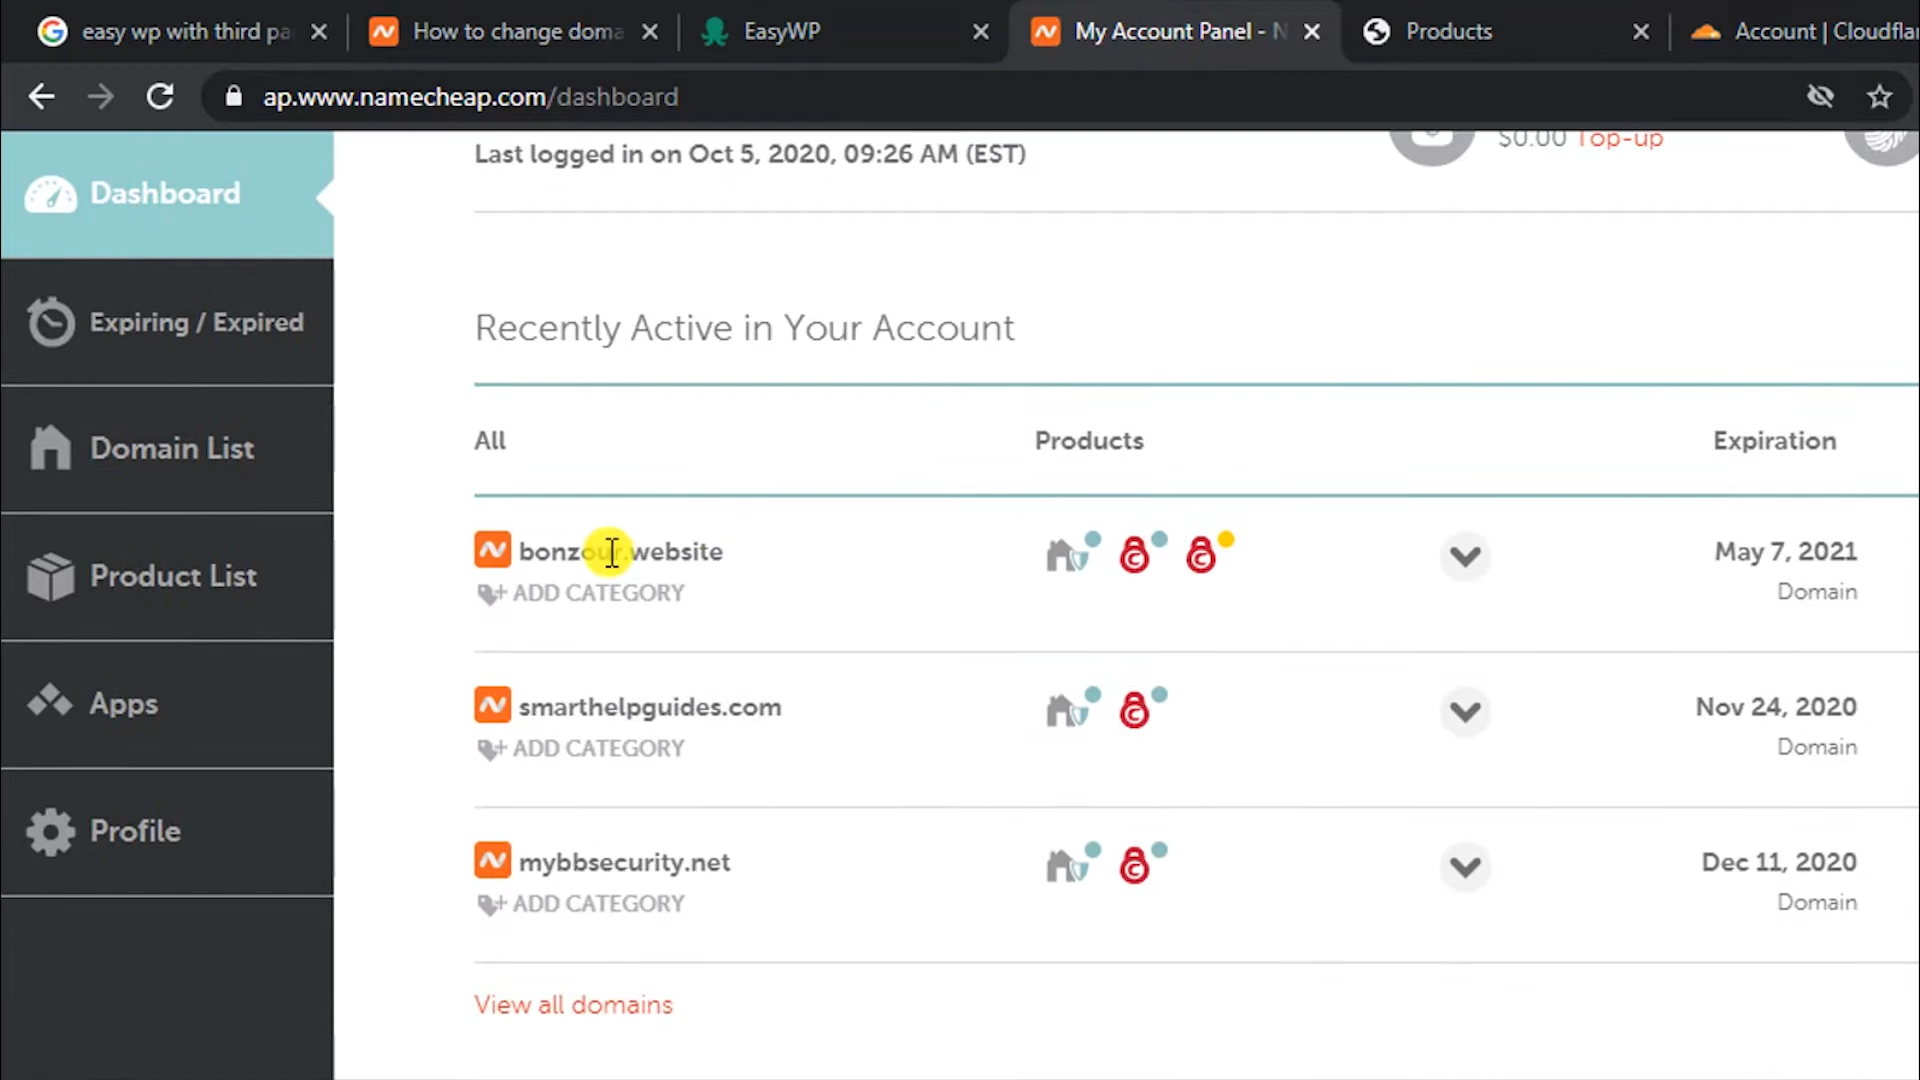 easy wp with third pa
How to change doma
EasyWP
My Account Panel - N
Products
Account | Cloudflar
ap.www.namecheap.com/dashboard
Dashboard
Expiring / Expired
Domain List
Product List
Apps
Profile
Last logged in on Oct 5, 2020, 09:26 AM (EST)
$0.00 Top-up
Recently Active in Your Account
All Products Expiration
bonzour.website May 7, 2021
ADD CATEGORY Domain
smarthelpguides.com Nov 24, 2020
ADD CATEGORY Domain
mybbsecurity.net Dec 11, 2020
ADD CATEGORY Domain
View all domains